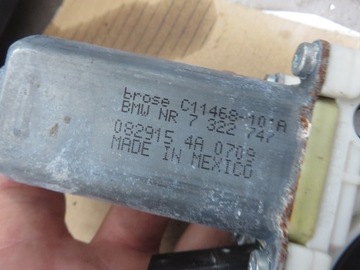 brose C11468-101A
BMW NR 7 322 747
082915 4A 0709
MADE IN MEXICO